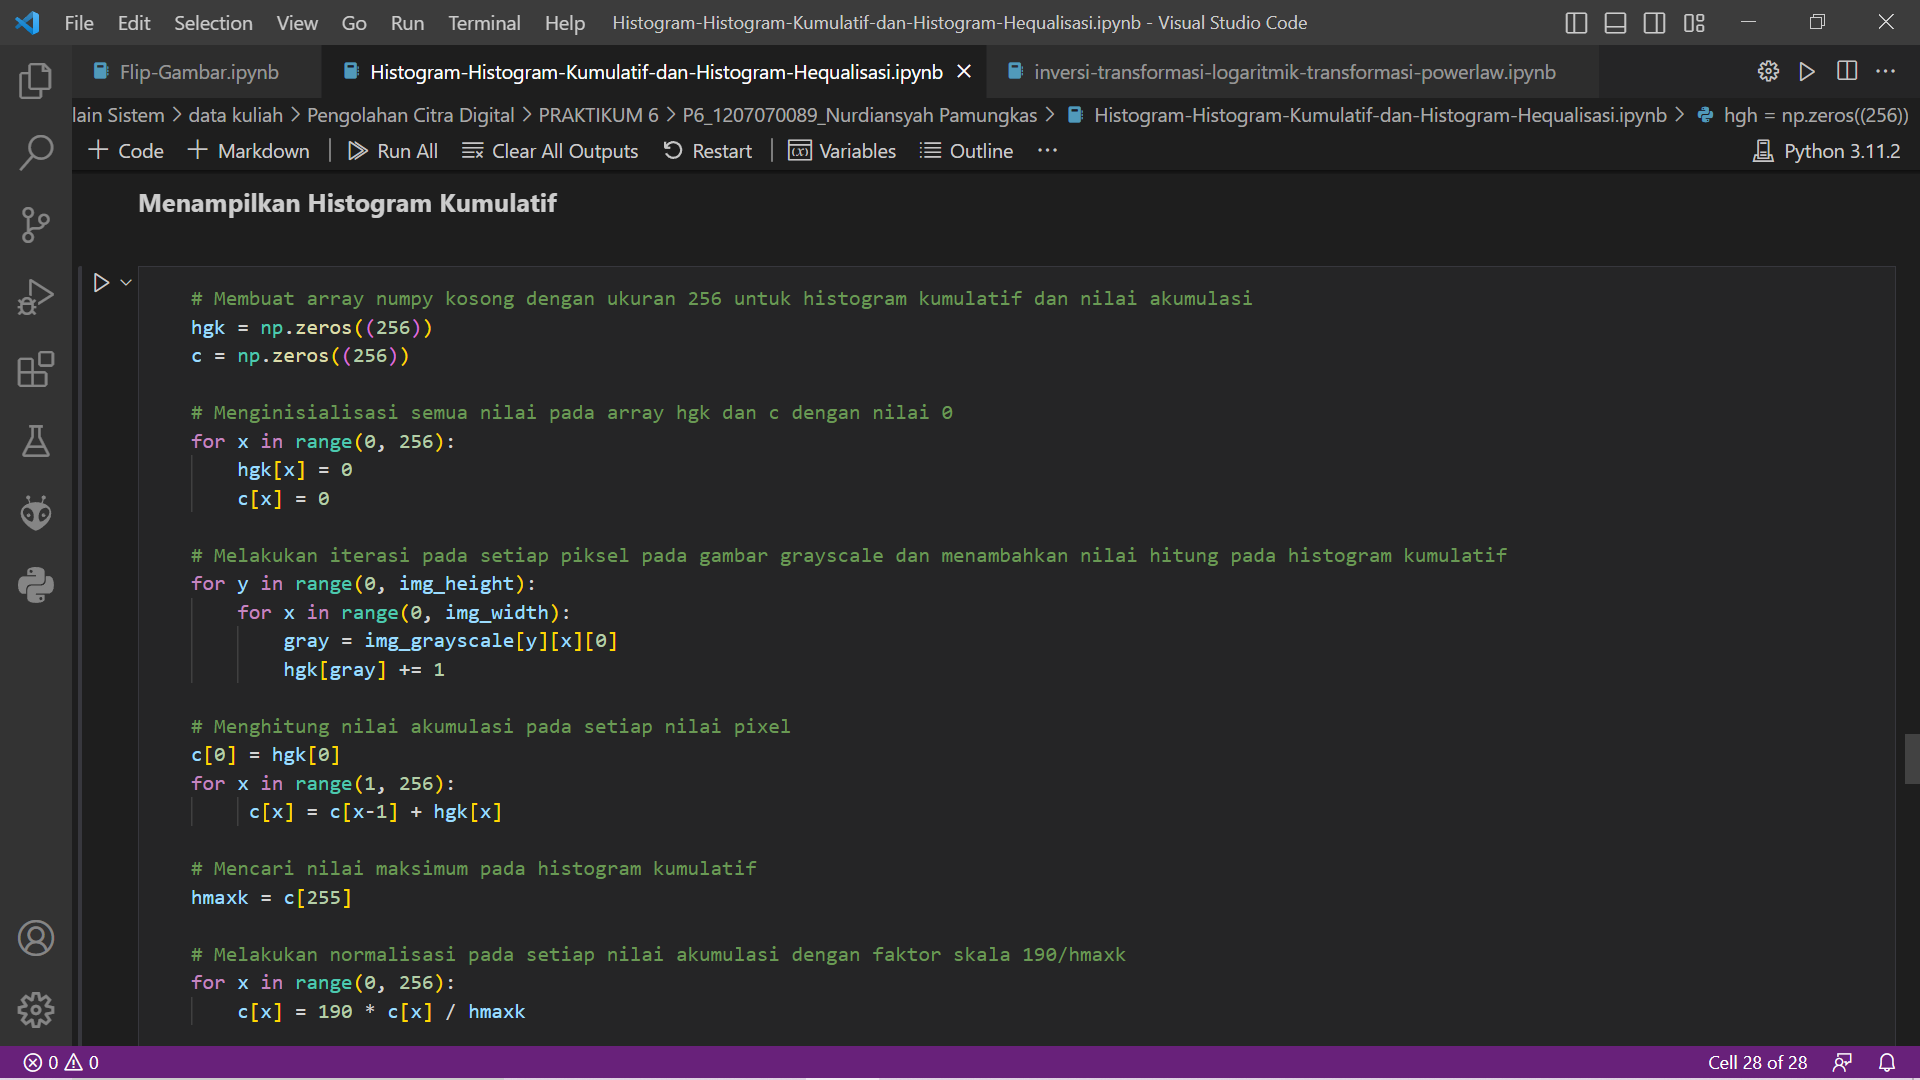 File Edit Selection View Go Run Terminal Help Histogram-Histogram-Kumulatif-dan-Histogram-Hequalisasi.ipynb - Visual Studio Code
Flip-Gambar.ipynb Histogram-Histogram-Kumulatif-dan-Histogram-Hequalisasi.ipynb inversi-transformasi-logaritmik-transformasi-powerlaw.ipynb
lain Sistem > data kuliah > Pengolahan Citra Digital > PRAKTIKUM 6 > P6_1207070089_Nurdiansyah Pamungkas > Histogram-Histogram-Kumulatif-dan-Histogram-Hequalisasi.ipynb > hgh = np.zeros((256))
+ Code + Markdown | Run All Clear All Outputs Restart | Variables Outline ... Python 3.11.2
Menampilkan Histogram Kumulatif
# Membuat array numpy kosong dengan ukuran 256 untuk histogram kumulatif dan nilai akumulasi
hgk = np.zeros((256))
c = np.zeros((256))
# Menginisialisasi semua nilai pada array hgk dan c dengan nilai 0
for x in range(0, 256):
    hgk[x] = 0
    c[x] = 0
# Melakukan iterasi pada setiap piksel pada gambar grayscale dan menambahkan nilai hitung pada histogram kumulatif
for y in range(0, img_height):
    for x in range(0, img_width):
        gray = img_grayscale[y][x][0]
        hgk[gray] += 1
# Menghitung nilai akumulasi pada setiap nilai pixel
c[0] = hgk[0]
for x in range(1, 256):
     c[x] = c[x-1] + hgk[x]
# Mencari nilai maksimum pada histogram kumulatif
hmaxk = c[255]
# Melakukan normalisasi pada setiap nilai akumulasi dengan faktor skala 190/hmaxk
for x in range(0, 256):
    c[x] = 190 * c[x] / hmaxk
0 0 Cell 28 of 28